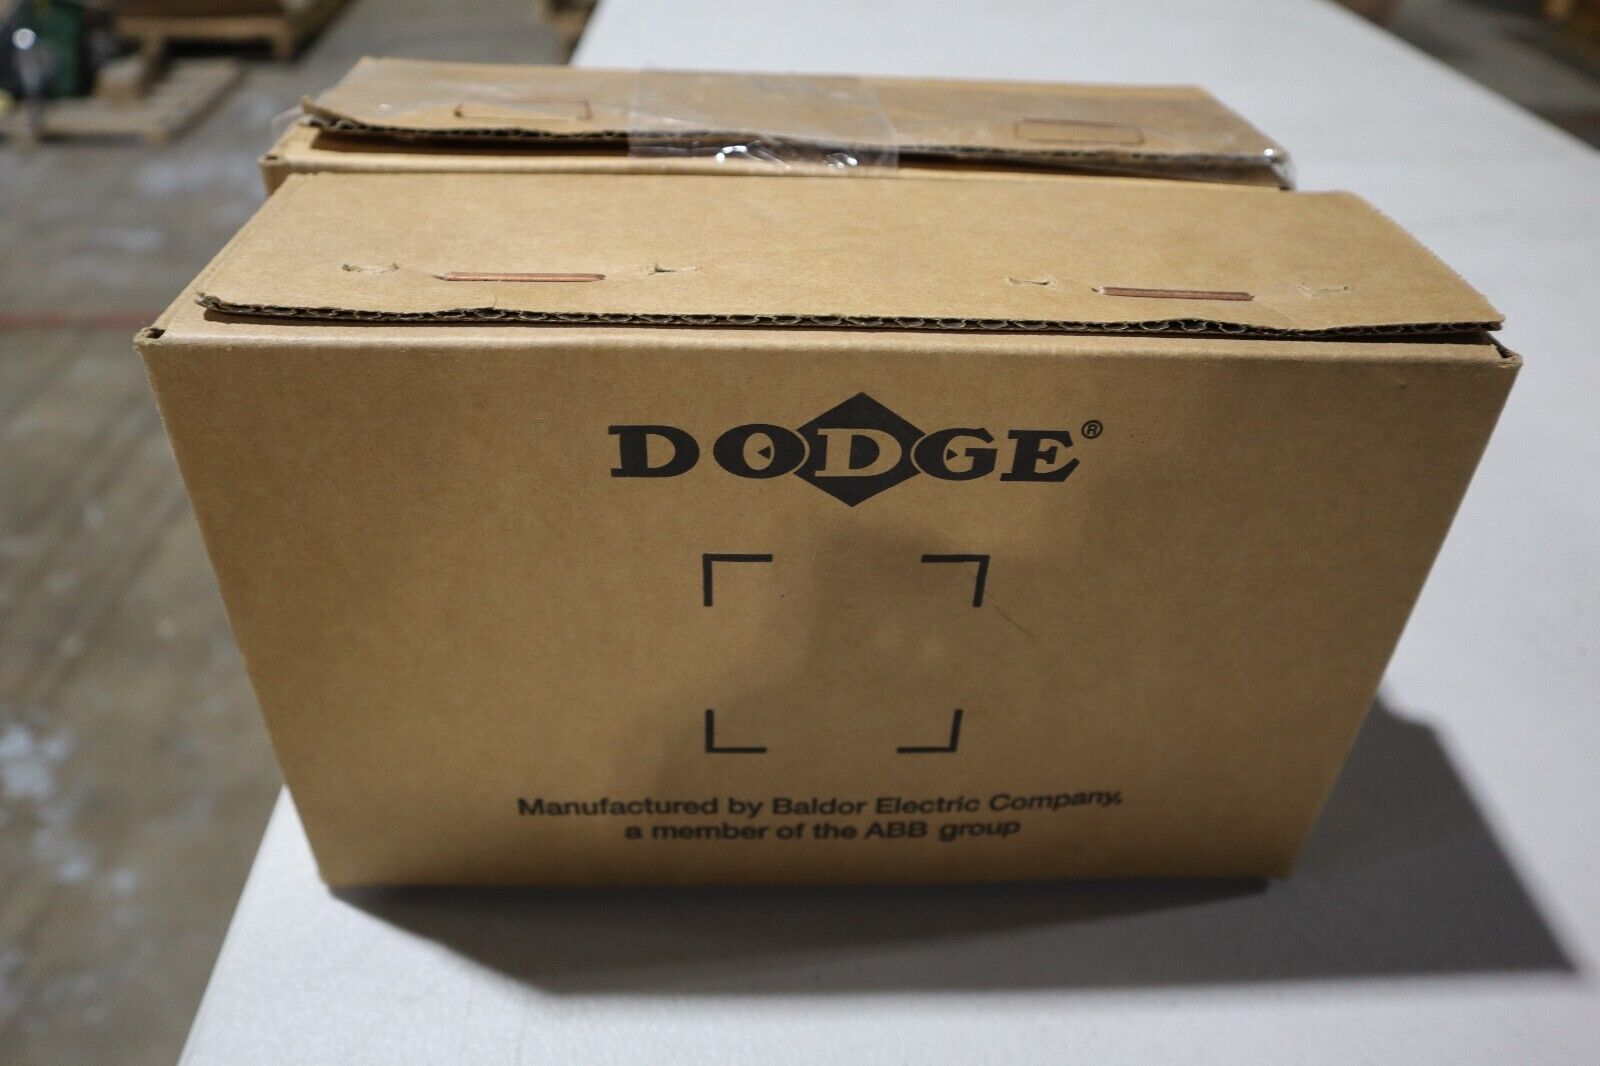 DODGE®
Manufactured by Baldor Electric Company,
a member of the ABB group